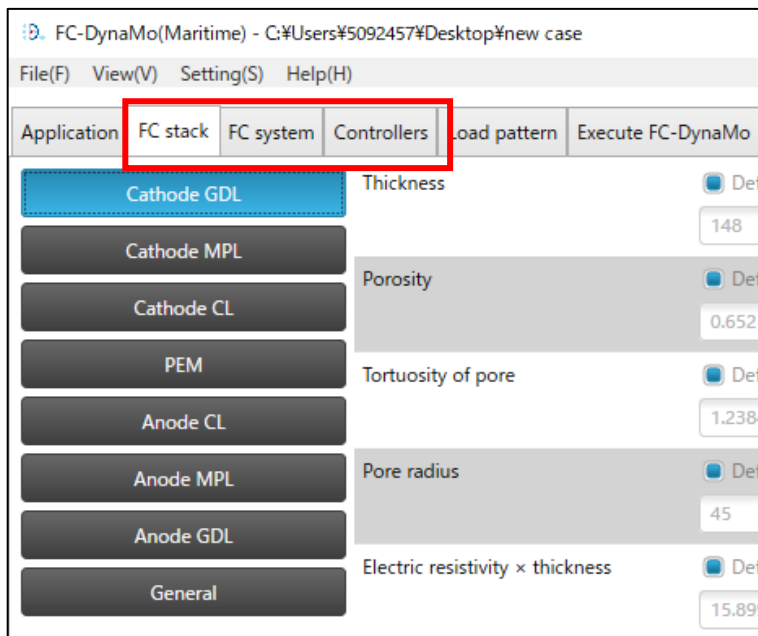 FC-DynaMo(Maritime) - C:¥Users¥5092457¥Desktop¥new case
File(F) View(V) Setting(S) Help(H)
Application FC stack FC system Controllers Load pattern Execute FC-DynaMo
Cathode GDL
Cathode MPL
Cathode CL
PEM
Anode CL
Anode MPL
Anode GDL
General
Thickness
148
Porosity
0.652
Tortuosity of pore
Pore radius
45
Electric resistivity × thickness